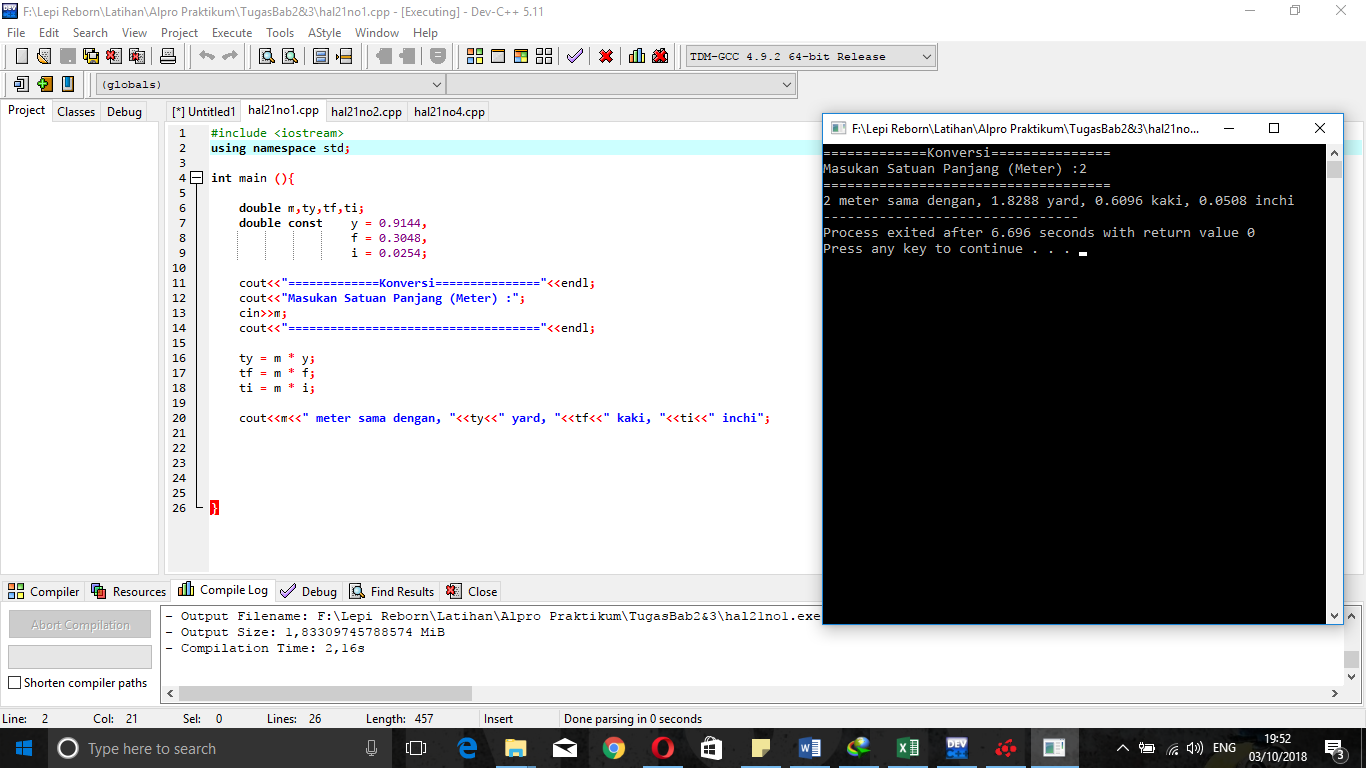 F:\Lepi Reborn\Latihan\Alpro Praktikum\TugasBab2&3\hal21no1.cpp - [Executing] - Dev-C++ 5.11
File Edit Search View Project Execute Tools AStyle Window Help
TDM-GCC 4.9.2 64-bit Release
(globals)
Project Classes Debug
[*] Untitled1 hal21no1.cpp hal21no2.cpp hal21no4.cpp
1 #include <iostream>
2 using namespace std;
3
4 int main (){
5
6 double m,ty,tf,ti;
7 double const y = 0.9144,
8 f = 0.3048,
9 i = 0.0254;
10
11 cout<<"=============Konversi==============="<<endl;
12 cout<<"Masukan Satuan Panjang (Meter) :";
13 cin>>m;
14 cout<<"===================================="<<endl;
15
16 ty = m * y;
17 tf = m * f;
18 ti = m * i;
19
20 cout<<m<<" meter sama dengan, "<<ty<<" yard, "<<tf<<" kaki, "<<ti<<" inchi";
21
22
23
24
25
26 }
F:\Lepi Reborn\Latihan\Alpro Praktikum\TugasBab2&3\hal21no...
=============Konversi===============
Masukan Satuan Panjang (Meter) :2
====================================
2 meter sama dengan, 1.8288 yard, 0.6096 kaki, 0.0508 inchi
--------------------------------
Process exited after 6.696 seconds with return value 0
Press any key to continue . . .
Compiler Resources Compile Log Debug Find Results Close
Abort Compilation
Shorten compiler paths
- Output Filename: F:\Lepi Reborn\Latihan\Alpro Praktikum\TugasBab2&3\hal21no1.exe
- Output Size: 1,83309745788574 MiB
- Compilation Time: 2,16s
Line: 2 Col: 21 Sel: 0 Lines: 26 Length: 457 Insert Done parsing in 0 seconds
Type here to search
ENG
19:52
03/10/2018
3